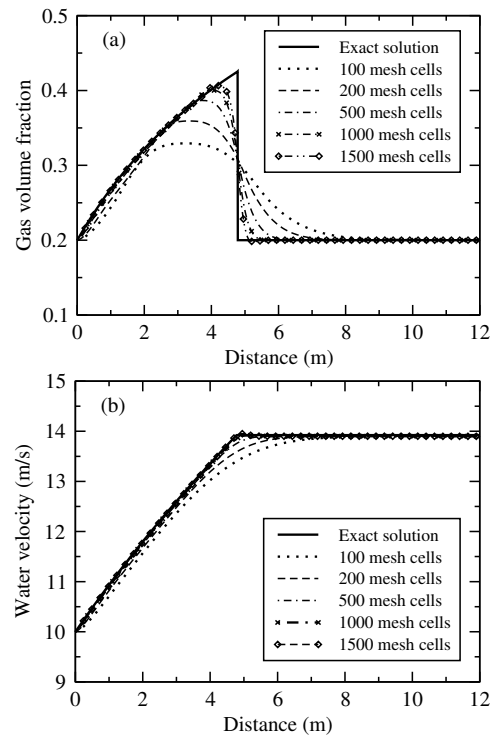 (a)
Gas volume fraction
0.5
0.4
0.3
0.2
0.1
Exact solution
100 mesh cells
200 mesh cells
500 mesh cells
1000 mesh cells
1500 mesh cells
0 2 4 6 8 10 12
Distance (m)
(b)
Water velocity (m/s)
15
14
13
12
11
10
9
Exact solution
100 mesh cells
200 mesh cells
500 mesh cells
1000 mesh cells
1500 mesh cells
0 2 4 6 8 10 12
Distance (m)